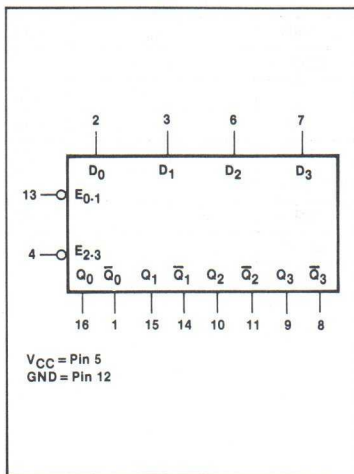 2 3 6 7
D0 D1 D2 D3
13 E0-1
4 E2-3
Q0 Q̅0 Q1 Q̅1 Q2 Q̅2 Q3 Q̅3
16 1 15 14 10 11 9 8
VCC = Pin 5
GND = Pin 12